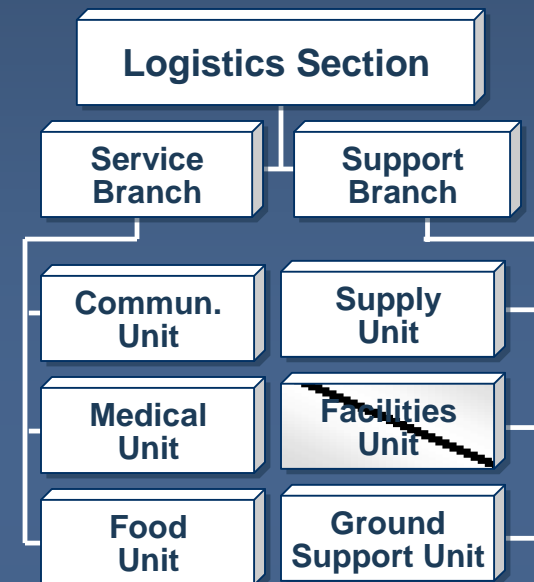 Logistics Section
Service
Branch
Support
Branch
Commun.
Unit
Supply
Unit
Medical
Unit
Facilities
Unit
Food
Unit
Ground
Support Unit